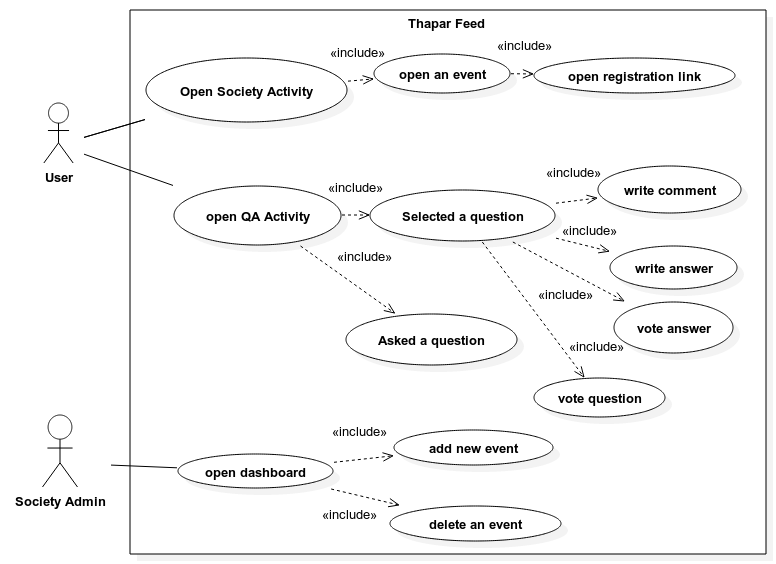 Thapar Feed
«include»
«include»
Open Society Activity
open an event
open registration link
User
«include»
«include»
open QA Activity
Selected a question
write comment
«include»
«include»
write answer
«include»
vote answer
Asked a question
«include»
vote question
Society Admin
«include»
open dashboard
add new event
«include»
delete an event